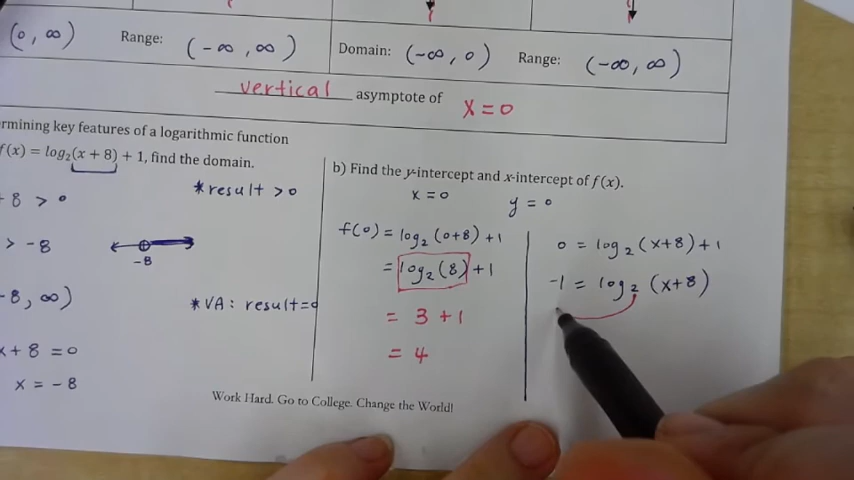 (0, ∞) Range: (-∞, ∞) Domain: (-∞, 0) Range: (-∞, ∞)
vertical asymptote of x = 0
rmining key features of a logarithmic function
f(x) = log₂(x + 8) + 1, find the domain.
+ 8 > 0
> -8
-8
-8, ∞)
x + 8 = 0
x = -8
*result > 0
*VA: result=0
b) Find the y-intercept and x-intercept of f(x).
x = 0
f(0) = log₂(0+8) + 1
= log₂(8) + 1
= 3 + 1
= 4
y = 0
0 = log₂(x+8) + 1
-1 = log₂(x+8)
Work Hard. Go to College. Change the World!